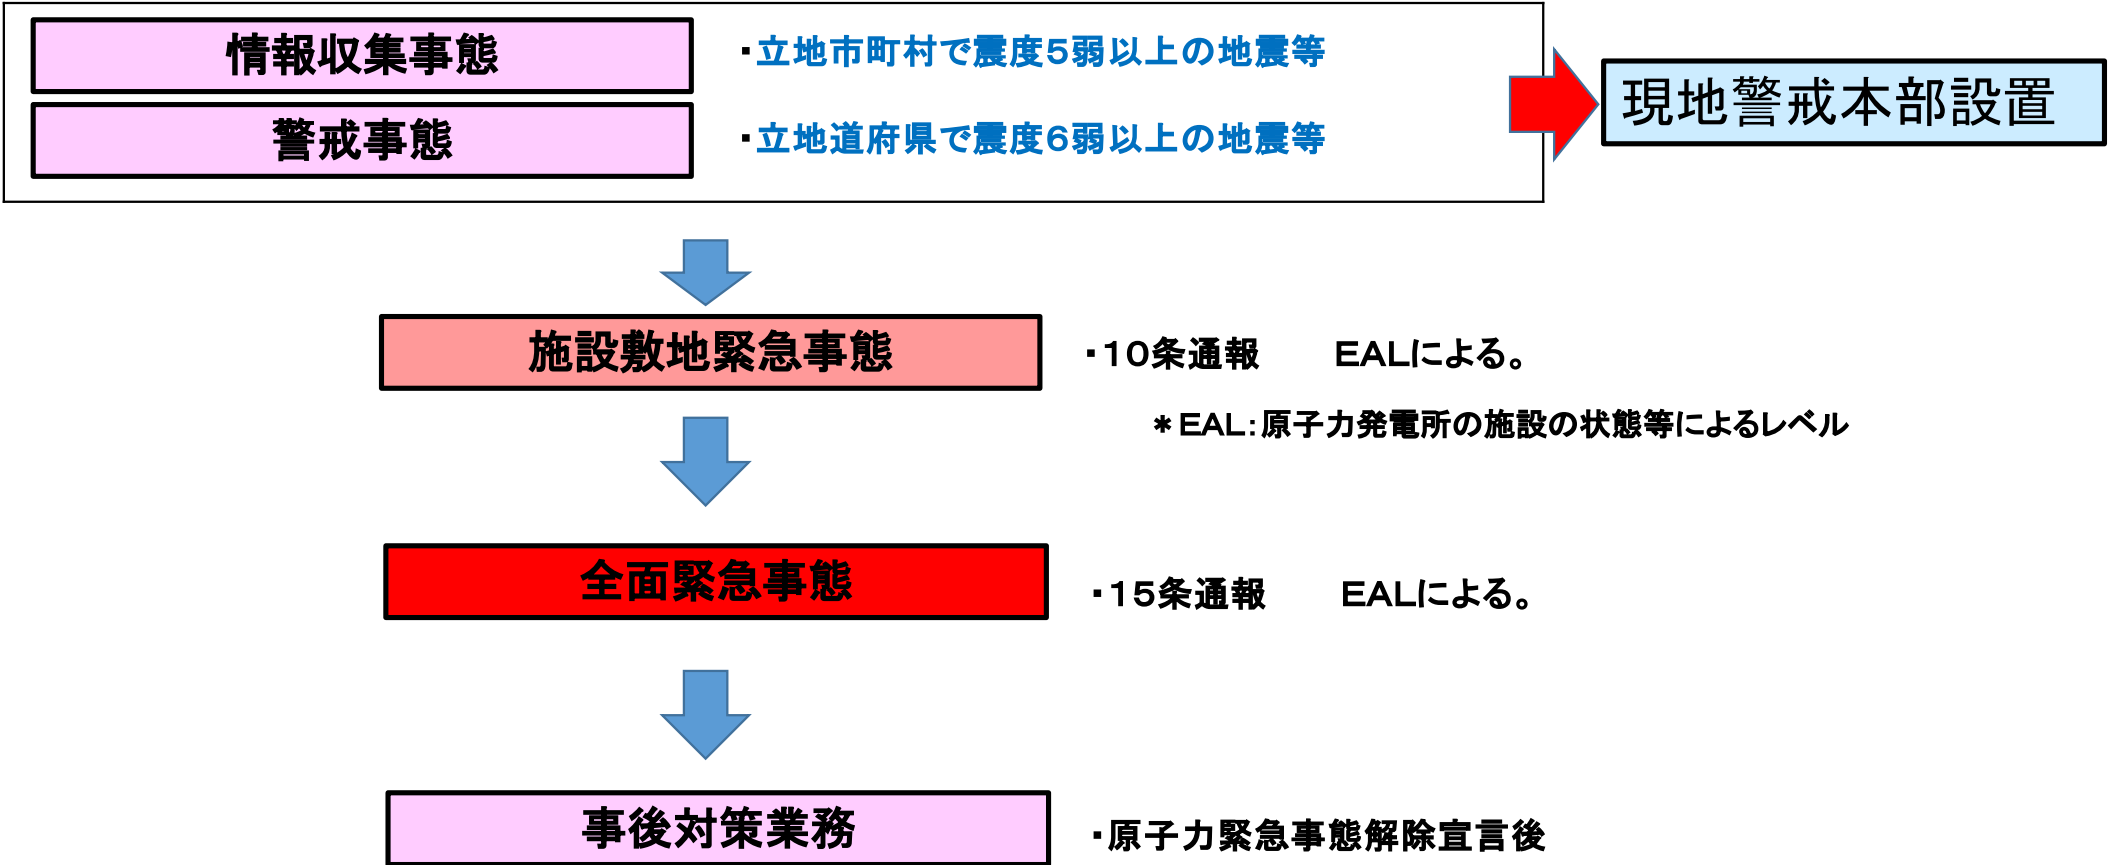 情報収集事態
・立地市町村で震度5弱以上の地震等
警戒事態
・立地道府県で震度6弱以上の地震等
現地警戒本部設置
施設敷地緊急事態
・10条通報　　EALによる。
＊EAL：原子力発電所の施設の状態等によるレベル
全面緊急事態
・15条通報　　EALによる。
事後対策業務
・原子力緊急事態解除宣言後